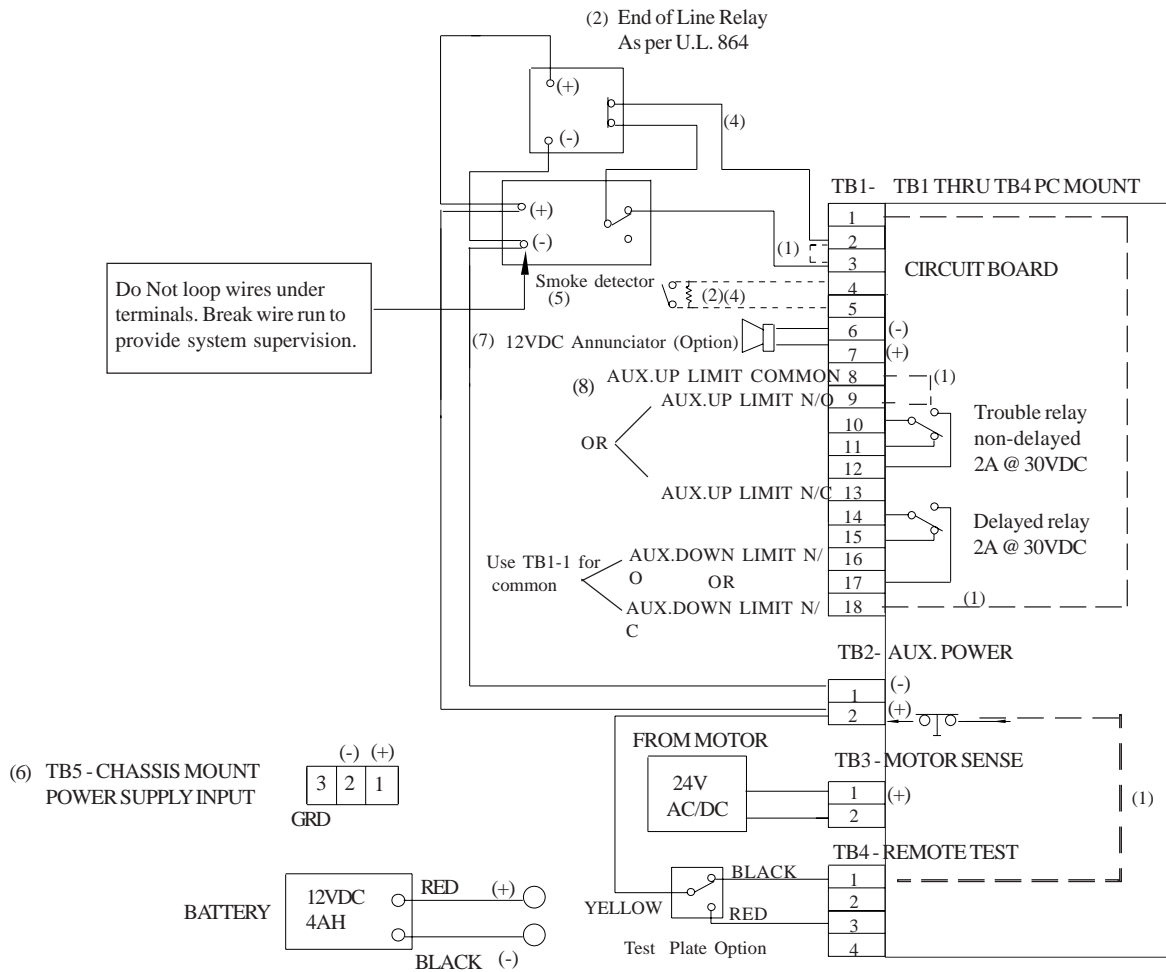 (2) End of Line Relay
As per U.L. 864
(+)
(-)
(4)
TB1- TB1 THRU TB4 PC MOUNT
(+)
(-)
1
2
3
4
5
6
7
8
9
10
11
12
13
14
15
16
17
18
(1)
CIRCUIT BOARD
Do Not loop wires under
terminals. Break wire run to
provide system supervision.
Smoke detector
(5)
(2)(4)
(7) 12VDC Annunciator (Option)
(-)
(+)
(8) AUX.UP LIMIT COMMON
(1)
AUX.UP LIMIT N/O
OR
AUX.UP LIMIT N/C
Trouble relay
non-delayed
2A @ 30VDC
Delayed relay
2A @ 30VDC
Use TB1-1 for
common
AUX.DOWN LIMIT N/
O
OR
AUX.DOWN LIMIT N/
C
(1)
TB2- AUX. POWER
1
2
(-)
(+)
FROM MOTOR
24V
AC/DC
TB3 - MOTOR SENSE
1
2
(+)
(1)
(6) TB5 - CHASSIS MOUNT
POWER SUPPLY INPUT
(-) (+)
3 2 1
GRD
TB4 - REMOTE TEST
1
2
3
4
BLACK
YELLOW
RED
Test Plate Option
BATTERY
12VDC
4AH
RED (+)
BLACK (-)